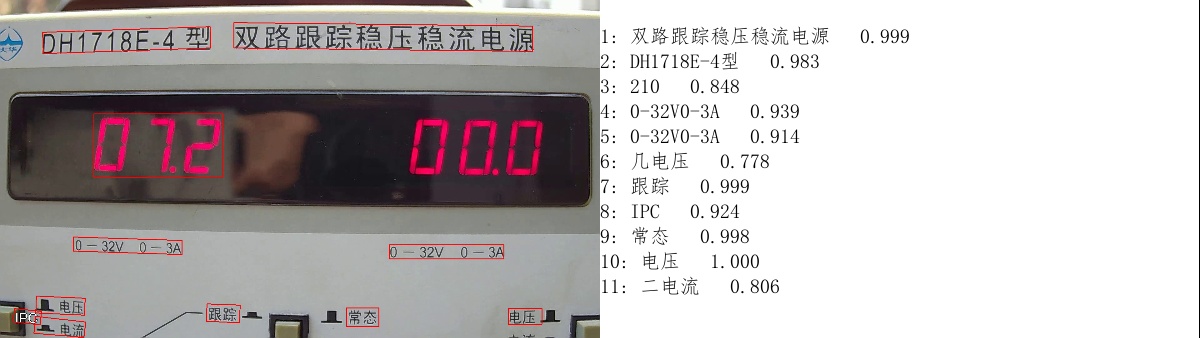 DH1718E-4 型 双路跟踪稳压稳流电源
07.2 00.0
0－32V 0－3A 0－32V 0－3A
电压
IPC
电流
跟踪
常态
电压
1: 双路跟踪稳压稳流电源 0.999
2: DH1718E-4型 0.983
3: 210 0.848
4: 0-32V0-3A 0.939
5: 0-32V0-3A 0.914
6: 几电压 0.778
7: 跟踪 0.999
8: IPC 0.924
9: 常态 0.998
10: 电压 1.000
11: 二电流 0.806